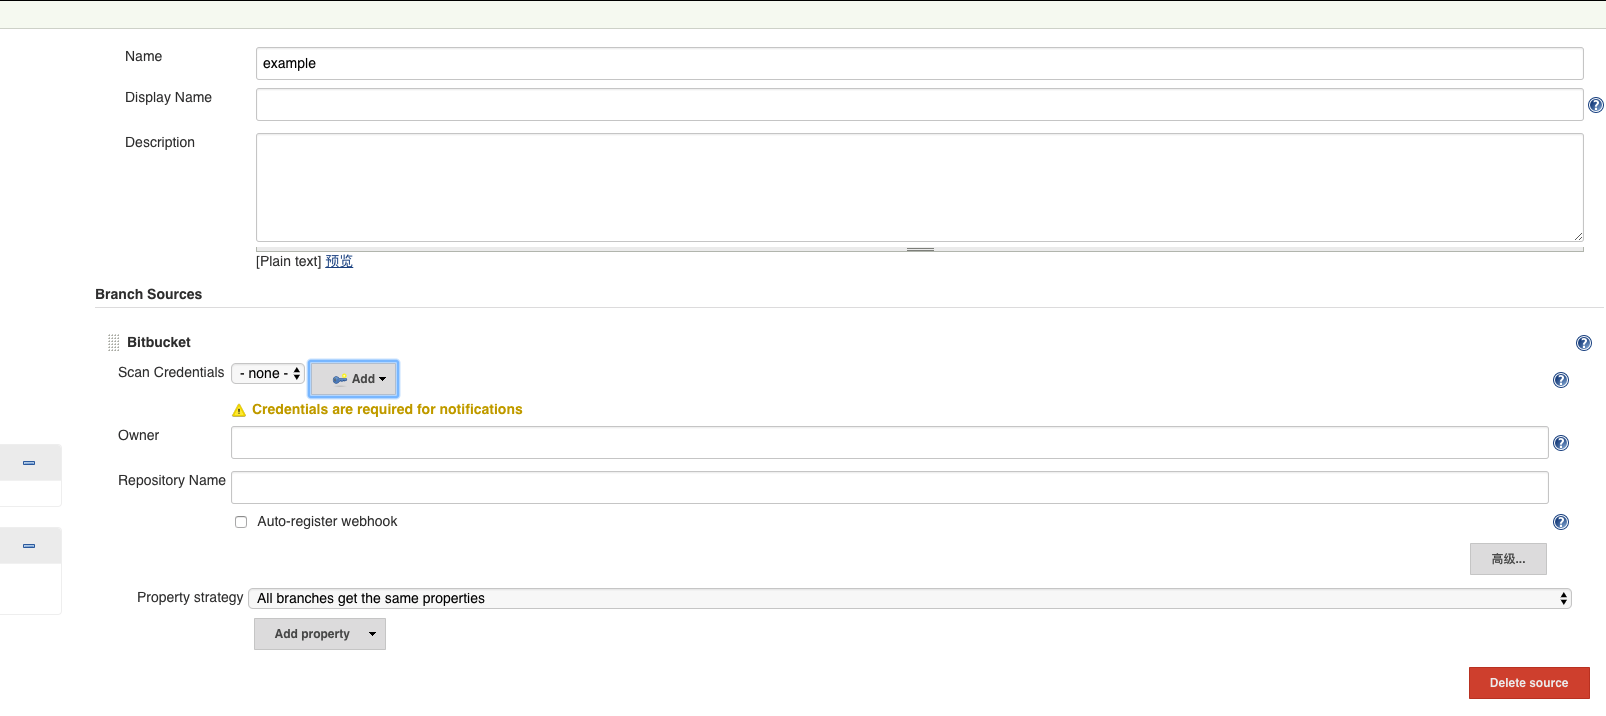 Name
example
Display Name
Description
[Plain text] 预览
Branch Sources
Bitbucket
Scan Credentials - none - Add
Credentials are required for notifications
Owner
Repository Name
Auto-register webhook
高级...
Property strategy All branches get the same properties
Add property
Delete source